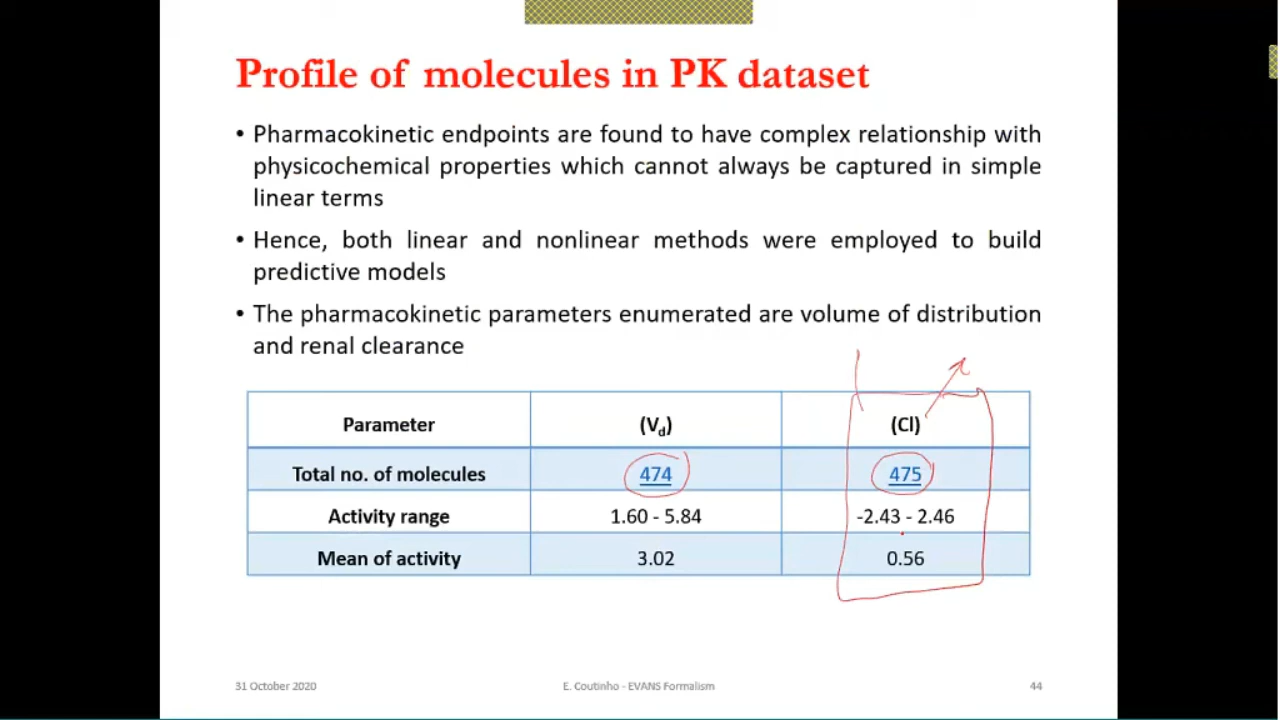 Profile of molecules in PK dataset
• Pharmacokinetic endpoints are found to have complex relationship with
physicochemical properties which cannot always be captured in simple
linear terms
• Hence, both linear and nonlinear methods were employed to build
predictive models
• The pharmacokinetic parameters enumerated are volume of distribution
and renal clearance
Parameter (Vd) (Cl)
Total no. of molecules 474 475
Activity range 1.60 - 5.84 -2.43 - 2.46
Mean of activity 3.02 0.56
31 October 2020 E. Coutinho - EVANS Formalism 44